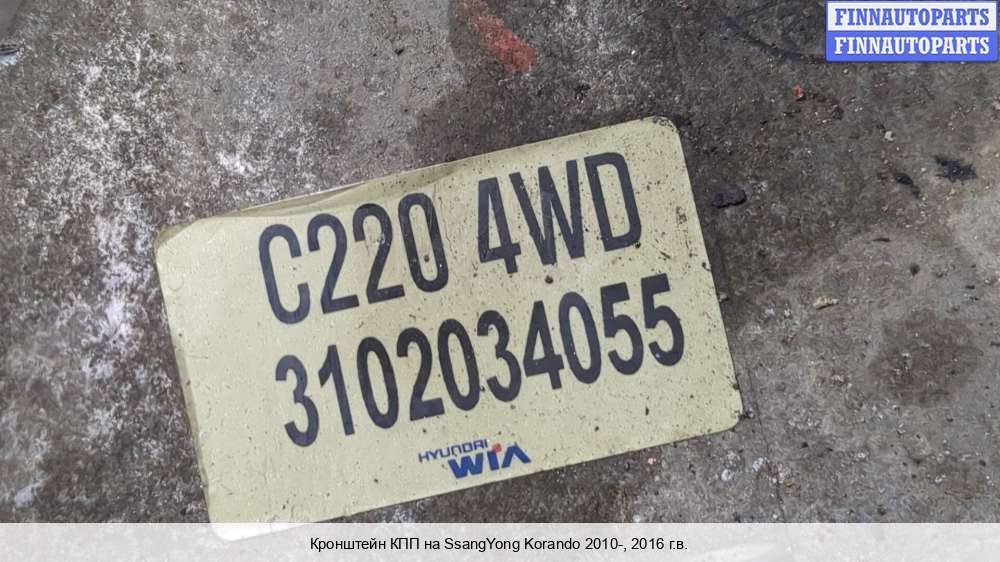 FINNAUTOPARTS
FINNAUTOPARTS
C220 4WD
3102034055
HYUNDAI
WIA
Кронштейн КПП на SsangYong Korando 2010-, 2016 г.в.